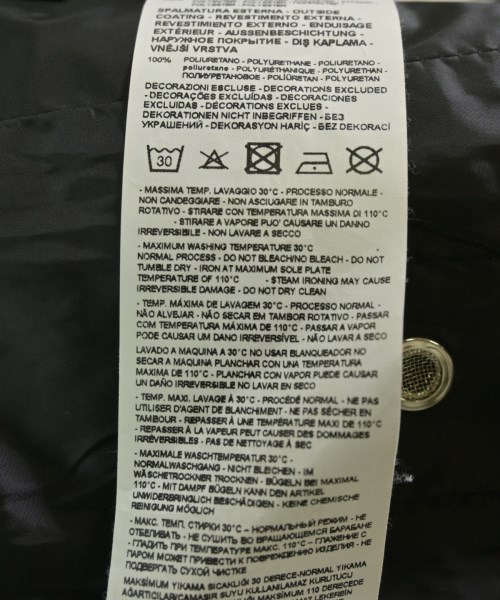 SPALMATURA ESTERNA - OUTSIDE
COATING - REVESTIMENTO EXTERNA -
REVESTIMIENTO EXTERNO - ENDUISAGE
EXTÉRIEUR - AUSSENBESCHICHTUNG -
НАРУЖНОЕ ПОКРЫТИЕ - DIŞ KAPLAMA -
VNĚJŠÍ VRSTVA
100% POLIURETANO - POLYURETHANE - POLIURETANO -
poliuretano - POLYURÉTHANIQUE - POLYURETHAN -
ПОЛИУРЕТАНОВОЕ - POLİÜRETAN - POLYURETAN
DECORAZIONI ESCLUSE - DECORATIONS EXCLUDED
- DECORAÇÕES EXCLUÍDAS - DECORACIONES
EXCLUIDAS - DÉCORATIONS EXCLUES -
DEKORATIONEN NICHT INBEGRIFFEN - БЕЗ
УКРАШЕНИЙ - DEKORASYON HARİÇ - BEZ DEKORACÍ
30
- MASSIMA TEMP. LAVAGGIO 30°C - PROCESSO NORMALE -
NON CANDEGGIARE - NON ASCIUGARE IN TAMBURO
ROTATIVO - STIRARE CON TEMPERATURA MASSIMA DI 110°C
- STIRARE A VAPORE PUO' CAUSARE UN DANNO
IRREVERSIBILE - NON LAVARE A SECCO
- MAXIMUM WASHING TEMPERATURE 30°C
NORMAL PROCESS - DO NOT BLEACH/NO BLEACH - DO NOT
TUMBLE DRY - IRON AT MAXIMUM SOLE PLATE
TEMPERATURE OF 110°C - STEAM IRONING MAY CAUSE
IRREVERSIBLE DAMAGE - DO NOT DRY CLEAN
- TEMP. MÁXIMA DE LAVAGEM 30°C - PROCESSO NORMAL -
NÃO ALVEJAR - NÃO SECAR EM TAMBOR ROTATIVO - PASSAR
COM TEMPERATURA MÁXIMA DE 110°C - PASSAR A VAPOR
PODE CAUSAR UM DANO IRREVERSÍVEL - NÃO LAVAR A SECO
LAVADO A MAQUINA A 30°C NO USAR BLANQUEADOR NO
SECAR A MAQUINA PLANCHAR CON UNA TEMPERATURA
MAXIMA DE 110°C - PLANCHAR CON VAPOR PUEDE CAUSAR
UN DAÑO IRREVERSIBLE NO LAVAR EN SECO
- TEMP. MAXI. LAVAGE À 30°C - PROCÉDÉ NORMAL - NE PAS
UTILISER D'AGENT DE BLANCHIMENT - NE PAS SÉCHER EN
TAMBOUR - REPASSER À UNE TEMPÉRATURE MAXI DE 110°C
- REPASSER À LA VAPEUR PEUT CAUSER DES DOMMAGES
IRRÉVERSIBLES - PAS DE NETTOYAGE À SEC
- MAXIMALE WASCHTEMPERATUR 30°C -
NORMALWASCHGANG - NICHT BLEICHEN - IM
WÄSCHETROCKNER TROCKNEN - BÜGELN BEI MAXIMAL
110°C - MIT DAMPF BÜGELN KANN DEN ARTIKEL
UNWIDERBRINGLICH BESCHÄDIGEN - KEINE CHEMISCHE
REINIGUNG MÖGLICH
- МАКС. ТЕМП. СТИРКИ 30°C – НОРМАЛЬНЫЙ РЕЖИМ - НЕ
ОТБЕЛИВАТЬ - НЕ СУШИТЬ ВО ВРАЩАЮЩЕМСЯ БАРАБАНЕ
- ГЛАДИТЬ ПРИ ТЕМПЕРАТУРЕ МАКС. 110°C – ГЛАЖЕНИЕ С
ПАРОМ МОЖЕТ ПРИВЕСТИ К ПОВРЕЖДЕНИЮ ИЗДЕЛИЯ - НЕ
ПОДВЕРГАТЬ СУХОЙ ЧИСТКЕ
MAKSİMUM YIKAMA SICAKLIĞI 30 DERECE-NORMAL YIKAMA
AĞARTICI/ÇAMAŞIR SUYU KULLANILAMAZ KURUTUCU